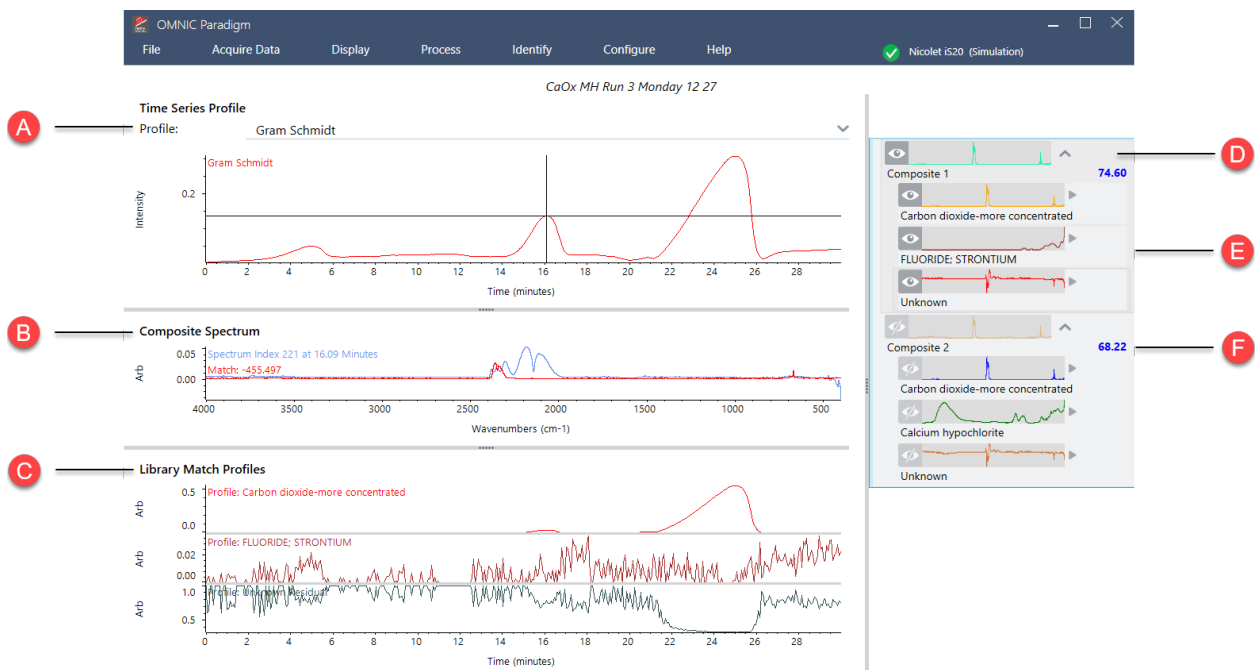 OMNIC Paradigm
File Acquire Data Display Process Identify Configure Help Nicolet iS20 (Simulation)
CaOx MH Run 3 Monday 12 27
A
Time Series Profile
Profile: Gram Schmidt
Gram Schmidt
Intensity
0.2
0 2 4 6 8 10 12 14 16 18 20 22 24 26 28
Time (minutes)
B
Composite Spectrum
Spectrum Index 221 at 16.09 Minutes
Match: -455.497
Arb
0.05
0.00
4000 3500 3000 2500 2000 1500 1000 500
Wavenumbers (cm-1)
C
Library Match Profiles
Profile: Carbon dioxide-more concentrated
Arb
0.5
0.0
Profile: FLUORIDE; STRONTIUM
Arb
0.02
0.00
Profile: Unknown Residual
Arb
1.0
0.5
0 2 4 6 8 10 12 14 16 18 20 22 24 26 28
Time (minutes)
D
Composite 1 74.60
Carbon dioxide-more concentrated
E
FLUORIDE; STRONTIUM
Unknown
Composite 2 68.22
F
Carbon dioxide-more concentrated
Calcium hypochlorite
Unknown